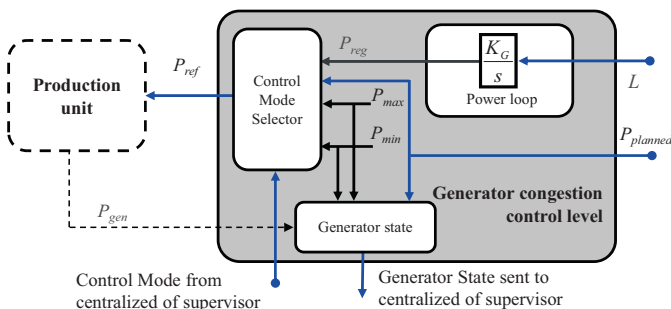 Production
unit
P_ref
Control
Mode
Selector
P_reg
K_G
s
Power loop
L
P_max
P_min
P_planned
Generator congestion
control level
P_gen
Generator state
Control Mode from
centralized of supervisor
Generator State sent to
centralized of supervisor